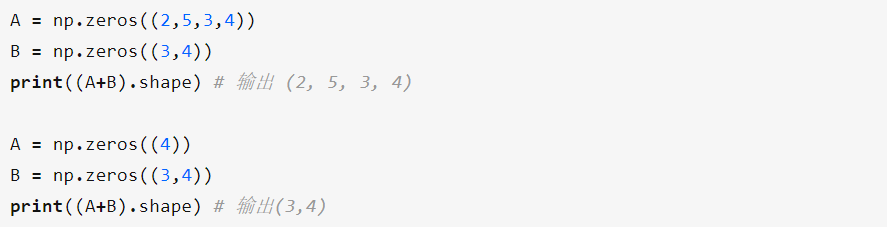 A = np.zeros((2,5,3,4))
B = np.zeros((3,4))
print((A+B).shape) # 输出 (2, 5, 3, 4)
A = np.zeros((4))
B = np.zeros((3,4))
print((A+B).shape) # 输出(3,4)